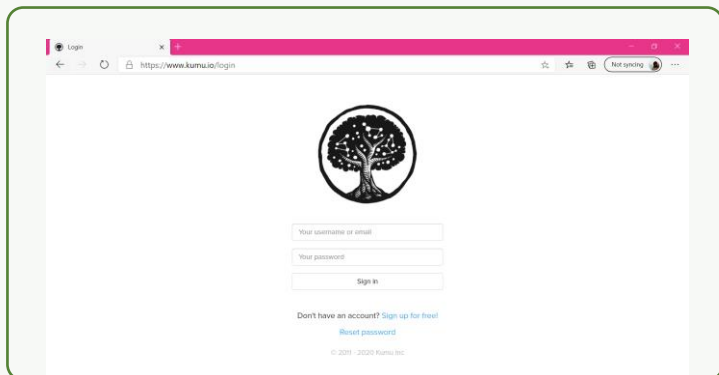 Login
https://www.kumu.io/login
Not syncing
Your username or email
Your password
Sign in
Don't have an account? Sign up for free!
Reset password
© 2011 - 2020 Kumu Inc